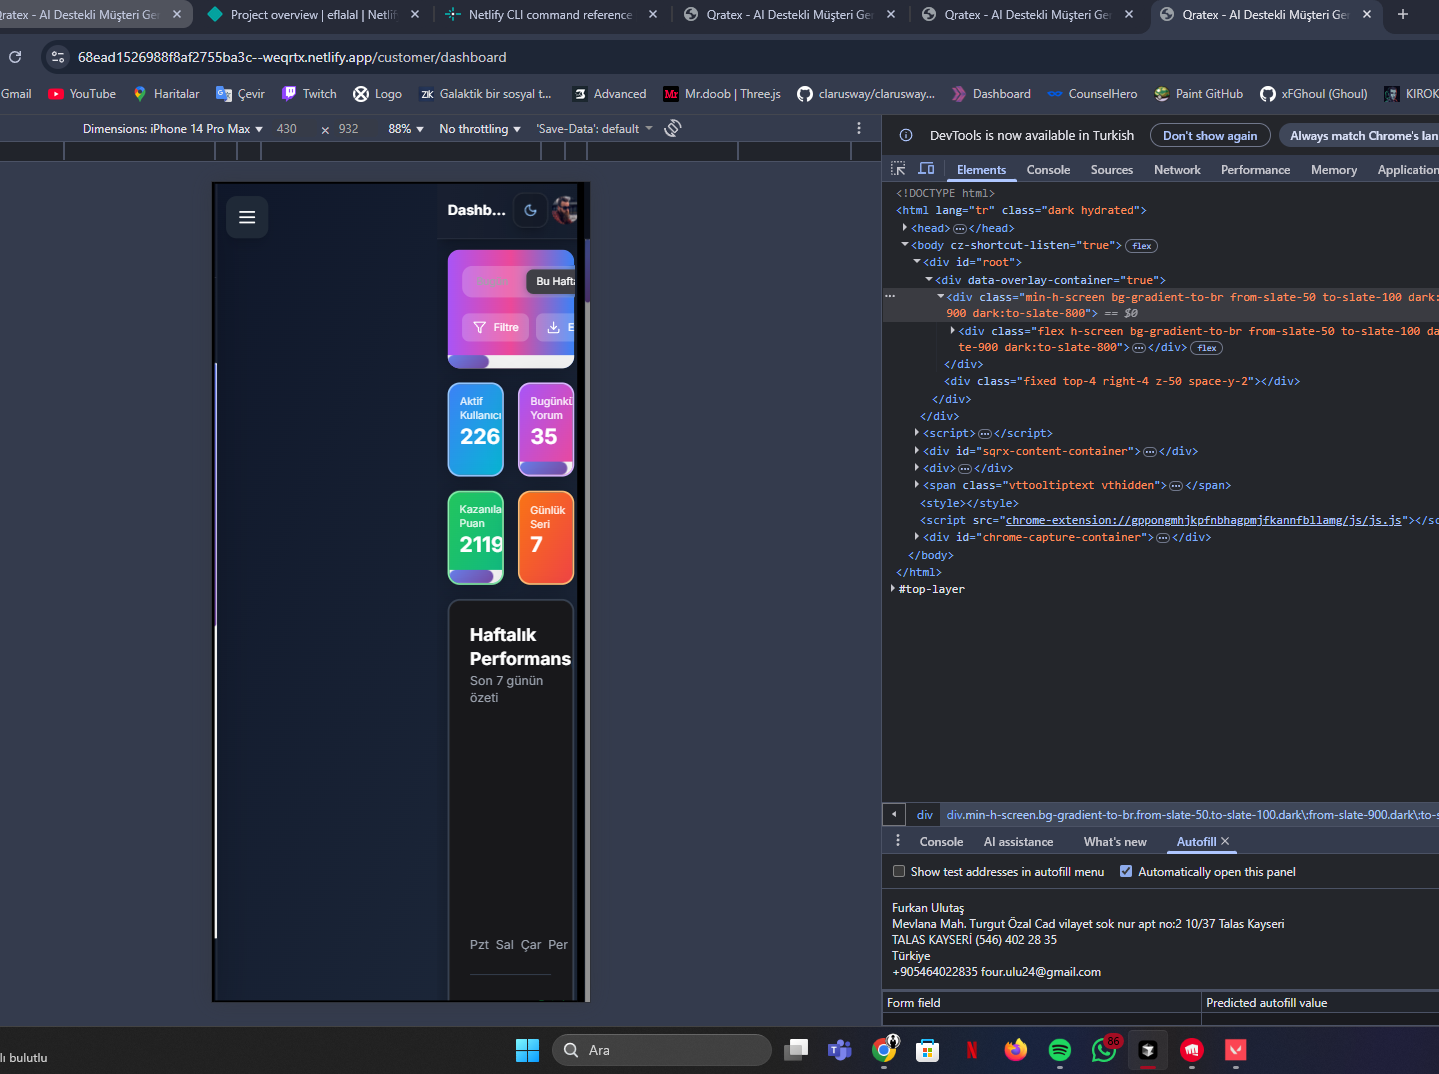 Qratex - AI Destekli Müşteri Ger
Project overview | eflalal | Netlify
Netlify CLI command reference
Qratex - AI Destekli Müşteri Ger
Qratex - AI Destekli Müşteri Ger
Qratex - AI Destekli Müşteri Ger
68ead1526988f8af2755ba3c--weqrtx.netlify.app/customer/dashboard
Gmail
YouTube
Haritalar
Çevir
Twitch
Logo
Galaktik bir sosyal t...
Advanced
Mr.doob | Three.js
clarusway/clarusway...
Dashboard
CounselHero
Paint GitHub
xFGhoul (Ghoul)
KIROK
Dimensions: iPhone 14 Pro Max
430
×
932
88%
No throttling
'Save-Data': default
DevTools is now available in Turkish
Don't show again
Always match Chrome's lan
Elements
Console
Sources
Network
Performance
Memory
Application
Dashb...
Bugün
Bu Hafta
Filtre
E
Aktif
Kullanıcı
226
Bugünkü
Yorum
35
Kazanıla
Puan
2119
Günlük
Seri
7
Haftalık
Performans
Son 7 günün
özeti
Pzt Sal Çar Per
<!DOCTYPE html>
<html lang="tr" class="dark hydrated">
<head> </head>
<body cz-shortcut-listen="true"> flex
<div id="root">
<div data-overlay-container="true">
<div class="min-h-screen bg-gradient-to-br from-slate-50 to-slate-100 dark:
900 dark:to-slate-800"> == $0
<div class="flex h-screen bg-gradient-to-br from-slate-50 to-slate-100 da
te-900 dark:to-slate-800"> </div> flex
</div>
<div class="fixed top-4 right-4 z-50 space-y-2"></div>
</div>
</div>
<script> </script>
<div id="sqrx-content-container"> </div>
<div> </div>
<span class="vttooltiptext vthidden"> </span>
<style></style>
<script src="chrome-extension://gppongmhjkpfnbhagpmjfkannfbllamg/js/js.js"></sc
<div id="chrome-capture-container"> </div>
</body>
</html>
#top-layer
div
div.min-h-screen.bg-gradient-to-br.from-slate-50.to-slate-100.dark\:from-slate-900.dark\:to-s
Console
AI assistance
What's new
Autofill
Show test addresses in autofill menu
Automatically open this panel
Furkan Ulutaş
Mevlana Mah. Turgut Özal Cad vilayet sok nur apt no:2 10/37 Talas Kayseri
TALAS KAYSERİ (546) 402 28 35
Türkiye
+905464022835 four.ulu24@gmail.com
Form field
Predicted autofill value
lı bulutlu
Ara
86